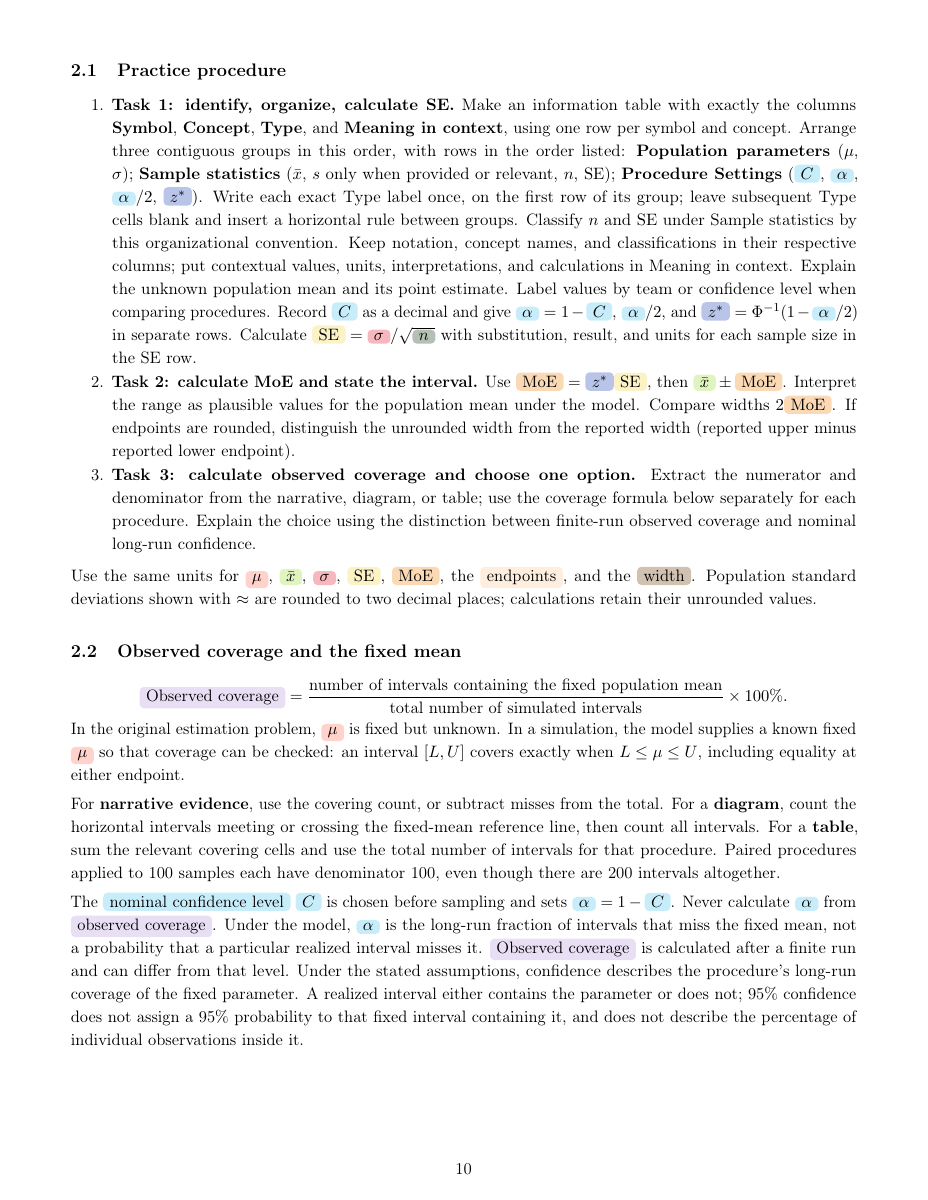 2.1 Practice procedure
1. Task 1: identify, organize, calculate SE. Make an information table with exactly the columns
Symbol, Concept, Type, and Meaning in context, using one row per symbol and concept. Arrange
three contiguous groups in this order, with rows in the order listed: Population parameters (μ,
σ); Sample statistics (x̄, s only when provided or relevant, n, SE); Procedure Settings ( C , α ,
α /2, z* ). Write each exact Type label once, on the first row of its group; leave subsequent Type
cells blank and insert a horizontal rule between groups. Classify n and SE under Sample statistics by
this organizational convention. Keep notation, concept names, and classifications in their respective
columns; put contextual values, units, interpretations, and calculations in Meaning in context. Explain
the unknown population mean and its point estimate. Label values by team or confidence level when
comparing procedures. Record C as a decimal and give α = 1 − C , α /2, and z* = Φ⁻¹(1 − α /2)
in separate rows. Calculate SE = σ /√ n with substitution, result, and units for each sample size in
the SE row.
2. Task 2: calculate MoE and state the interval. Use MoE = z* SE , then x̄ ± MoE . Interpret
the range as plausible values for the population mean under the model. Compare widths 2 MoE . If
endpoints are rounded, distinguish the unrounded width from the reported width (reported upper minus
reported lower endpoint).
3. Task 3: calculate observed coverage and choose one option. Extract the numerator and
denominator from the narrative, diagram, or table; use the coverage formula below separately for each
procedure. Explain the choice using the distinction between finite-run observed coverage and nominal
long-run confidence.
Use the same units for μ , x̄ , σ , SE , MoE , the endpoints , and the width . Population standard
deviations shown with ≈ are rounded to two decimal places; calculations retain their unrounded values.
2.2 Observed coverage and the fixed mean
Observed coverage = number of intervals containing the fixed population mean / total number of simulated intervals × 100%.
In the original estimation problem, μ is fixed but unknown. In a simulation, the model supplies a known fixed
μ so that coverage can be checked: an interval [L, U] covers exactly when L ≤ μ ≤ U, including equality at
either endpoint.
For narrative evidence, use the covering count, or subtract misses from the total. For a diagram, count the
horizontal intervals meeting or crossing the fixed-mean reference line, then count all intervals. For a table,
sum the relevant covering cells and use the total number of intervals for that procedure. Paired procedures
applied to 100 samples each have denominator 100, even though there are 200 intervals altogether.
The nominal confidence level C is chosen before sampling and sets α = 1 − C . Never calculate α from
observed coverage . Under the model, α is the long-run fraction of intervals that miss the fixed mean, not
a probability that a particular realized interval misses it. Observed coverage is calculated after a finite run
and can differ from that level. Under the stated assumptions, confidence describes the procedure's long-run
coverage of the fixed parameter. A realized interval either contains the parameter or does not; 95% confidence
does not assign a 95% probability to that fixed interval containing it, and does not describe the percentage of
individual observations inside it.
10